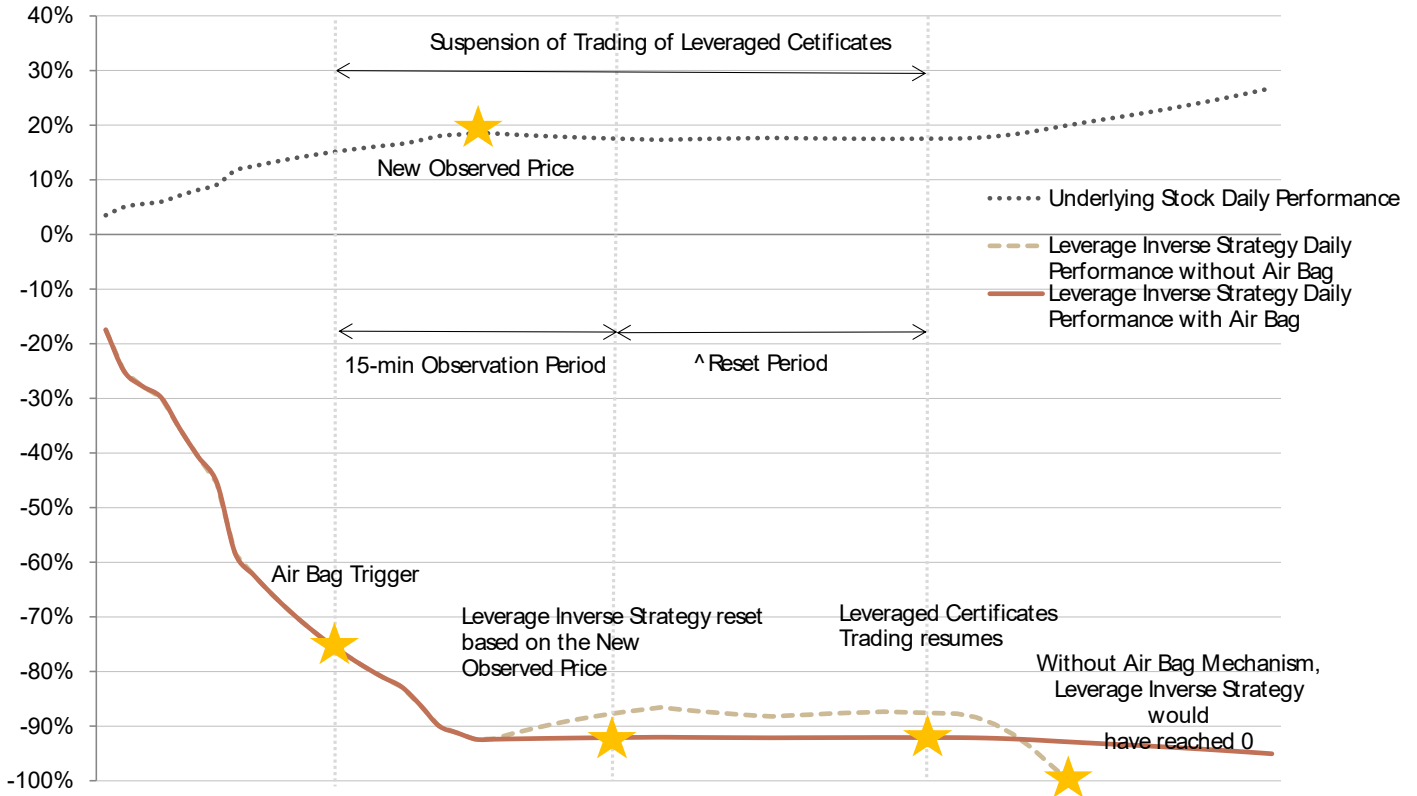 40%
Suspension of Trading of Leveraged Cetificates
30%
20%
New Observed Price
10%
Underlying Stock Daily Performance
0%
Leverage Inverse Strategy Daily
Performance without Air Bag
-10%
Leverage Inverse Strategy Daily
Performance with Air Bag
-20%
15-min Observation Period
^ Reset Period
-30%
-40%
-50%
-60%
Air Bag Trigger
-70%
Leverage Inverse Strategy reset
based on the New
Observed Price
Leveraged Certificates
Trading resumes
-80%
Without Air Bag Mechanism,
Leverage Inverse Strategy
would
have reached 0
-90%
-100%